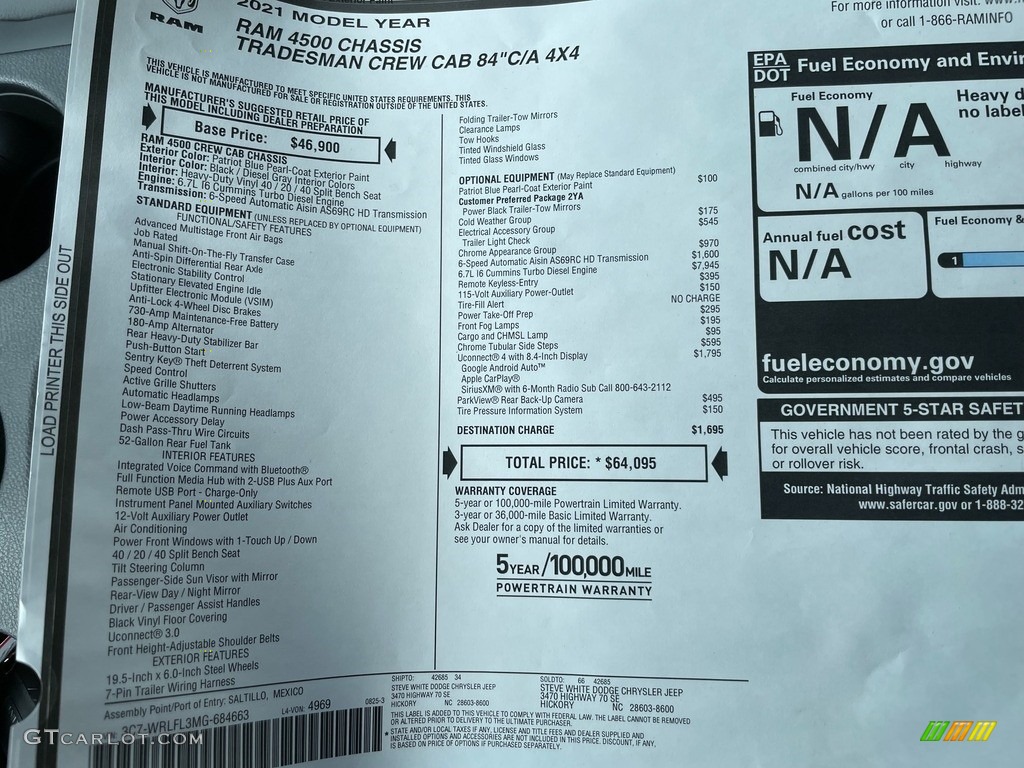 RAM
2021 MODEL YEAR
RAM 4500 CHASSIS
TRADESMAN CREW CAB 84"C/A 4X4
THIS VEHICLE IS MANUFACTURED TO MEET SPECIFIC UNITED STATES REQUIREMENTS. THIS
VEHICLE IS NOT MANUFACTURED FOR SALE OR REGISTRATION OUTSIDE OF THE UNITED STATES.
MANUFACTURER'S SUGGESTED RETAIL PRICE OF
THIS MODEL INCLUDING DEALER PREPARATION
Base Price: $46,900
RAM 4500 CREW CAB CHASSIS
Exterior Color: Patriot Blue Pearl-Coat Exterior Paint
Interior Color: Black / Diesel Gray Interior Colors
Interior: Heavy-Duty Vinyl 40 / 20 / 40 Split Bench Seat
Engine: 6.7L I6 Cummins Turbo Diesel Engine
Transmission: 6-Speed Automatic Aisin AS69RC HD Transmission
STANDARD EQUIPMENT (UNLESS REPLACED BY OPTIONAL EQUIPMENT)
FUNCTIONAL/SAFETY FEATURES
Advanced Multistage Front Air Bags
Job Rated
Manual Shift-On-The-Fly Transfer Case
Anti-Spin Differential Rear Axle
Electronic Stability Control
Stationary Elevated Engine Idle
Upfitter Electronic Module (VSIM)
Anti-Lock 4-Wheel Disc Brakes
730-Amp Maintenance-Free Battery
180-Amp Alternator
Rear Heavy-Duty Stabilizer Bar
Push-Button Start
Sentry Key® Theft Deterrent System
Speed Control
Active Grille Shutters
Automatic Headlamps
Low-Beam Daytime Running Headlamps
Power Accessory Delay
Dash Pass-Thru Wire Circuits
52-Gallon Rear Fuel Tank
INTERIOR FEATURES
Integrated Voice Command with Bluetooth®
Full Function Media Hub with 2-USB Plus Aux Port
Remote USB Port - Charge-Only
Instrument Panel Mounted Auxiliary Switches
12-Volt Auxiliary Power Outlet
Air Conditioning
Power Front Windows with 1-Touch Up / Down
40 / 20 / 40 Split Bench Seat
Tilt Steering Column
Passenger-Side Sun Visor with Mirror
Rear-View Day / Night Mirror
Driver / Passenger Assist Handles
Black Vinyl Floor Covering
Uconnect® 3.0
Front Height-Adjustable Shoulder Belts
EXTERIOR FEATURES
19.5-Inch x 6.0-Inch Steel Wheels
7-Pin Trailer Wiring Harness
Assembly Point/Port of Entry: SALTILLO, MEXICO
3C7-WRLFL3MG-684663
L4-VON: 4969
0825-3
LOAD PRINTER THIS SIDE OUT
Folding Trailer-Tow Mirrors
Clearance Lamps
Tow Hooks
Tinted Windshield Glass
Tinted Glass Windows
OPTIONAL EQUIPMENT (May Replace Standard Equipment)
Patriot Blue Pearl-Coat Exterior Paint $100
Customer Preferred Package 2YA
Power Black Trailer-Tow Mirrors
Cold Weather Group $175
Electrical Accessory Group $545
Trailer Light Check
Chrome Appearance Group $970
6-Speed Automatic Aisin AS69RC HD Transmission $1,600
6.7L I6 Cummins Turbo Diesel Engine $7,945
Remote Keyless-Entry $395
115-Volt Auxiliary Power-Outlet $150
Tire-Fill Alert NO CHARGE
Power Take-Off Prep $295
Front Fog Lamps $195
Cargo and CHMSL Lamp $95
Chrome Tubular Side Steps $595
Uconnect® 4 with 8.4-Inch Display $1,795
Google Android Auto™
Apple CarPlay®
SiriusXM® with 6-Month Radio Sub Call 800-643-2112
ParkView® Rear Back-Up Camera $495
Tire Pressure Information System $150
DESTINATION CHARGE $1,695
TOTAL PRICE: * $64,095
WARRANTY COVERAGE
5-year or 100,000-mile Powertrain Limited Warranty.
3-year or 36,000-mile Basic Limited Warranty.
Ask Dealer for a copy of the limited warranties or
see your owner's manual for details.
5 YEAR/100,000 MILE
POWERTRAIN WARRANTY
SHIPTO: 42685 34
STEVE WHITE DODGE CHRYSLER JEEP
3470 HIGHWAY 70 SE
HICKORY NC 28603-8600
SOLDTO: 66 42685
STEVE WHITE DODGE CHRYSLER JEEP
3470 HIGHWAY 70 SE
HICKORY NC 28603-8600
THIS LABEL IS ADDED TO THIS VEHICLE TO COMPLY WITH FEDERAL LAW. THE LABEL CANNOT BE REMOVED
OR ALTERED PRIOR TO DELIVERY TO THE ULTIMATE PURCHASER.
* STATE AND/OR LOCAL TAXES IF ANY, LICENSE AND TITLE FEES AND DEALER SUPPLIED AND
INSTALLED OPTIONS AND ACCESSORIES ARE NOT INCLUDED IN THIS PRICE. DISCOUNT, IF ANY,
IS BASED ON PRICE OF OPTIONS IF PURCHASED SEPARATELY.
For more information visit: www.
or call 1-866-RAMINFO
EPA
DOT
Fuel Economy and Envir
Fuel Economy
N/A
Heavy d
no label
combined city/hwy city highway
N/A gallons per 100 miles
Annual fuel cost
N/A
Fuel Economy &
1
fueleconomy.gov
Calculate personalized estimates and compare vehicles
GOVERNMENT 5-STAR SAFET
This vehicle has not been rated by the g
for overall vehicle score, frontal crash, s
or rollover risk.
Source: National Highway Traffic Safety Adm
www.safercar.gov or 1-888-32
GTcarlot.com